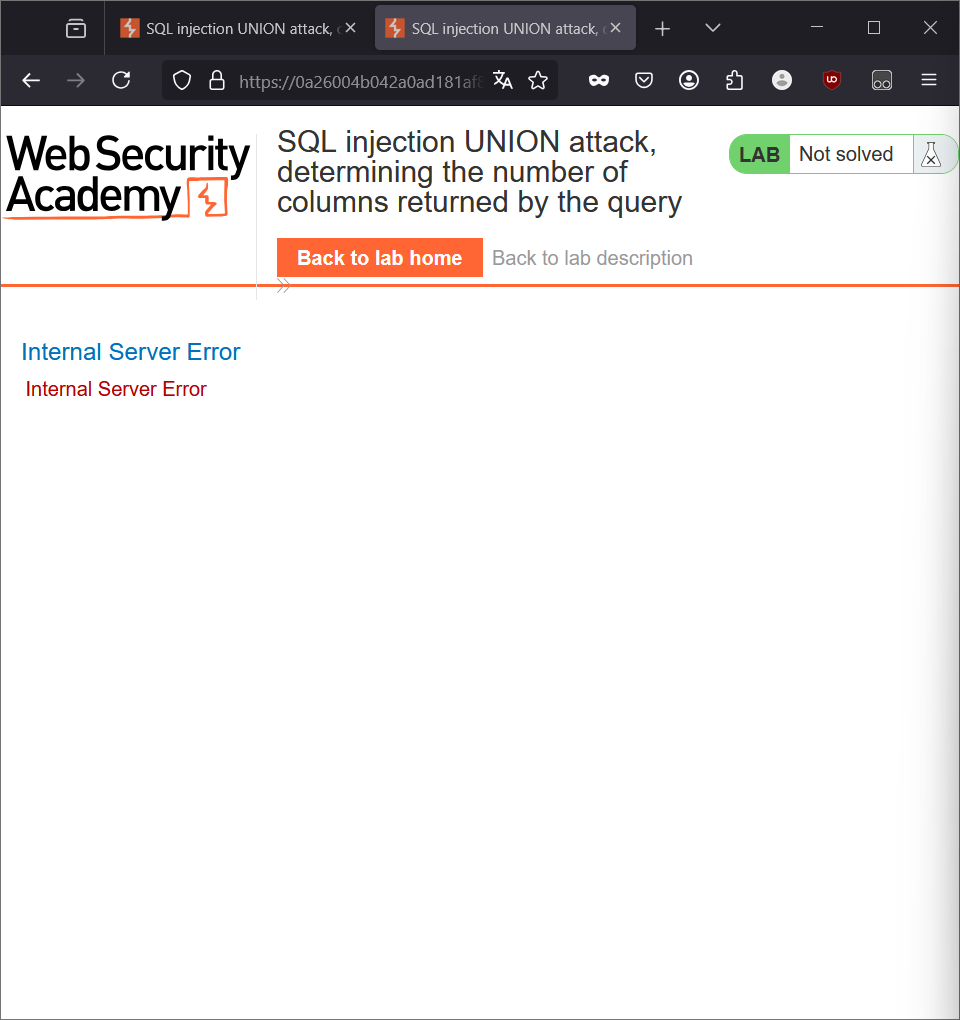 SQL injection UNION attack,
SQL injection UNION attack,
https://0a26004b042a0ad181af8
Web Security
Academy
SQL injection UNION attack,
determining the number of
columns returned by the query
LAB
Not solved
Back to lab home
Back to lab description
Internal Server Error
Internal Server Error